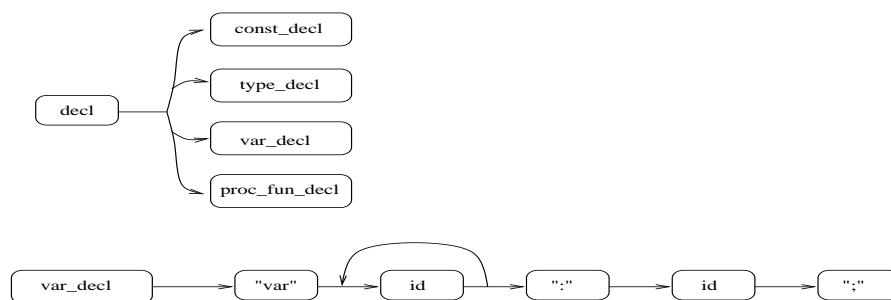 const_decl
type_decl
decl
var_decl
proc_fun_decl
var_decl "var" id ":" id ";"